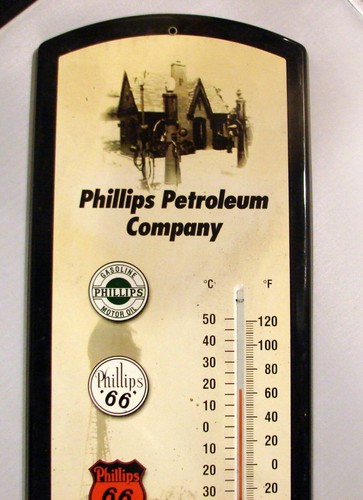 Phillips Petroleum
Company
GASOLINE
PHILLIPS
MOTOR OIL
Phillips
"66"
Phillips
66
°C °F
50 120
40 100
30 80
20 60
10 40
0 20
10 0
20 20
30